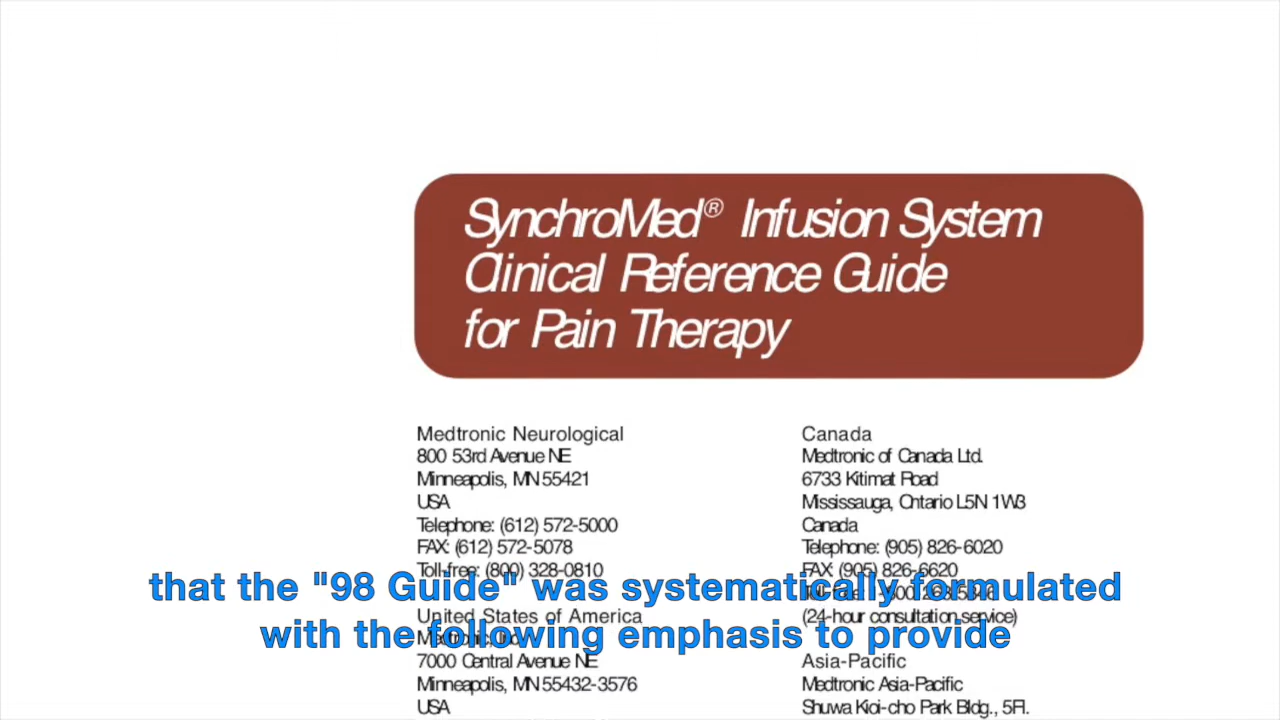 SynchroMed® Infusion System
Clinical Reference Guide
for Pain Therapy
Medtronic Neurological
800 53rd Avenue NE
Minneapolis, MN 55421
USA
Telephone: (612) 572-5000
FAX: (612) 572-5078
Toll-free: (800) 328-0810
United States of America
Medtronic, Inc.
7000 Central Avenue NE
Minneapolis, MN 55432-3576
USA
Canada
Medtronic of Canada Ltd.
6733 Kitimat Road
Mississauga, Ontario L5N 1W3
Canada
Telephone: (905) 826-6020
FAX: (905) 826-6620
(24-hour consultation service)
Asia-Pacific
Medtronic Asia-Pacific
Shuwa Kioi-cho Park Bldg., 5Fl.
that the "98 Guide" was systematically formulated
with the following emphasis to provide